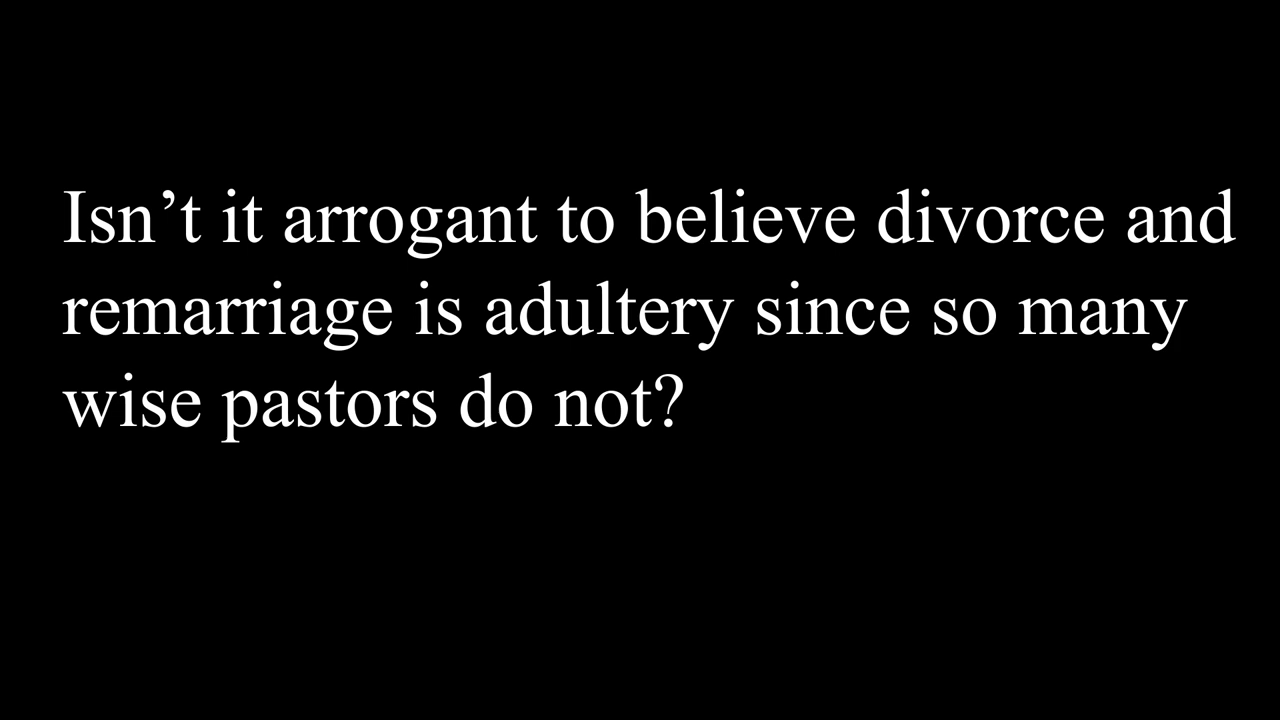 Isn’t it arrogant to believe divorce and
remarriage is adultery since so many
wise pastors do not?